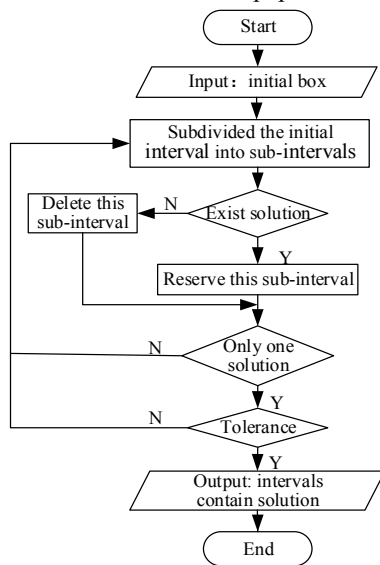 Start
Input: initial box
Subdivided the initial
interval into sub-intervals
Delete this
sub-interval
N
Exist solution
Y
Reserve this sub-interval
N
Only one
solution
Y
N
Tolerance
Y
Output: intervals
contain solution
End